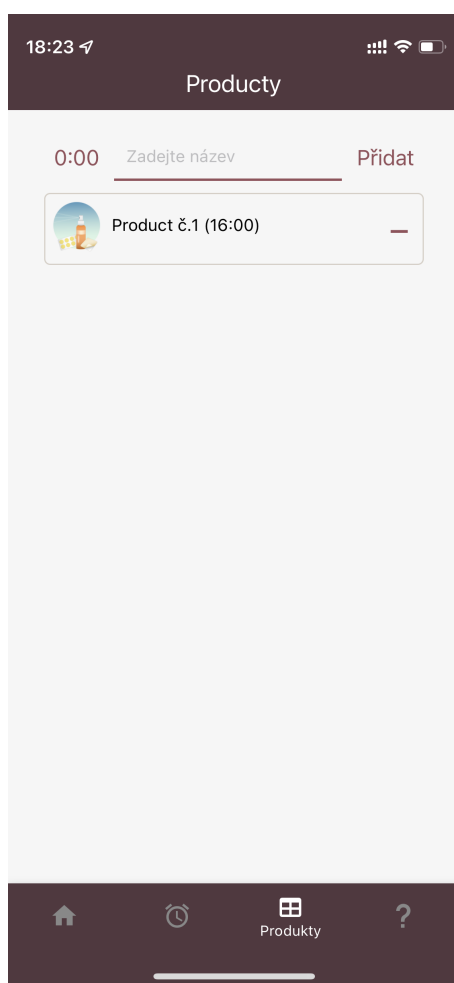 18:23
Producty
0:00 Zadejte název Přidat
Product č.1 (16:00)
Produkty
?